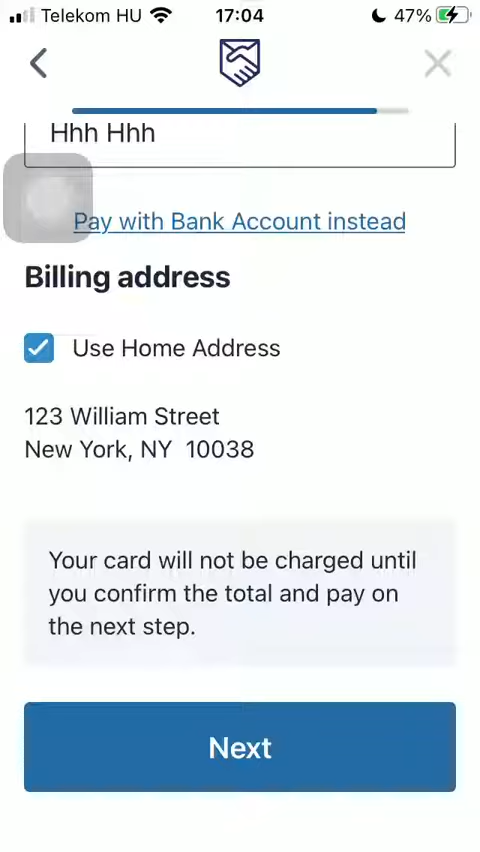 Telekom HU 17:04 47%
Hhh Hhh
Pay with Bank Account instead
Billing address
Use Home Address
123 William Street
New York, NY 10038
Your card will not be charged until
you confirm the total and pay on
the next step.
Next